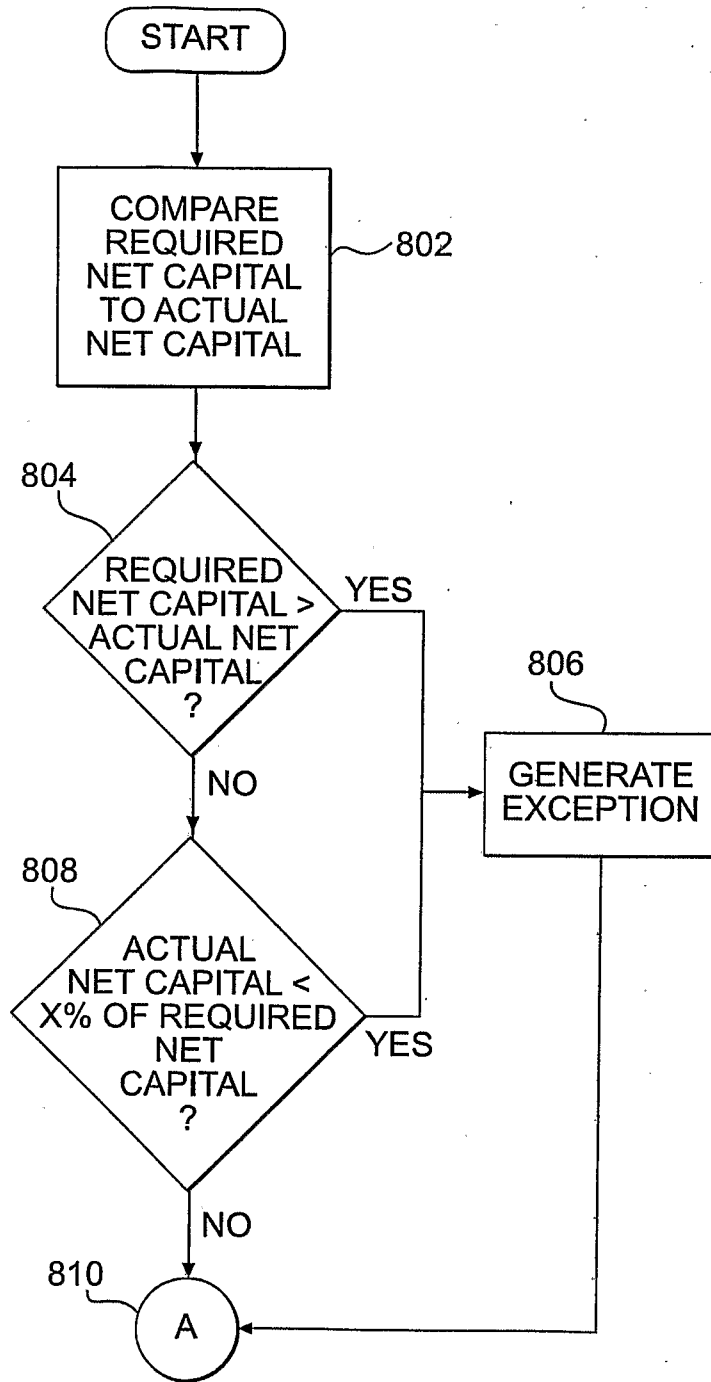 START
COMPARE
REQUIRED
NET CAPITAL
TO ACTUAL
NET CAPITAL
802
804
REQUIRED
NET CAPITAL >
ACTUAL NET
CAPITAL
?
YES
NO
806
GENERATE
EXCEPTION
808
ACTUAL
NET CAPITAL <
X% OF REQUIRED
NET
CAPITAL
?
YES
NO
810
A